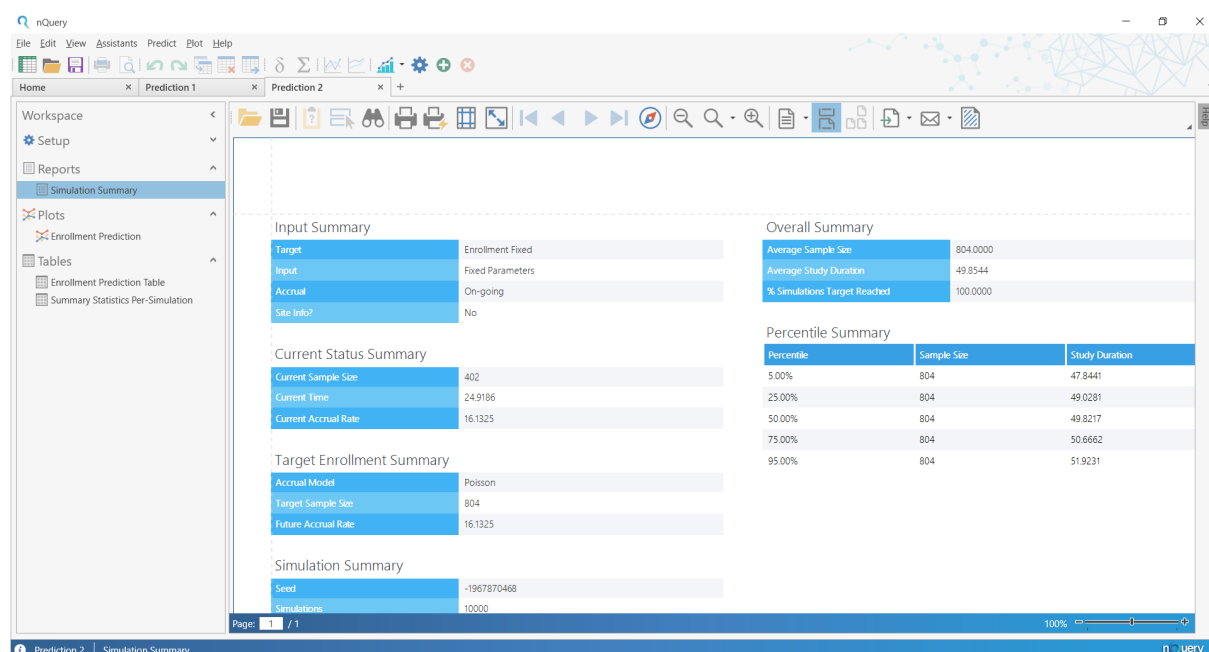 nQuery
File Edit View Assistants Predict Plot Help
δ Σ
Home × Prediction 1 × Prediction 2 × +
Workspace
Setup
Reports
Simulation Summary
Plots
Enrollment Prediction
Tables
Enrollment Prediction Table
Summary Statistics Per-Simulation
Help
Input Summary
Target Enrollment Fixed
Input Fixed Parameters
Accrual On-going
Site Info? No
Current Status Summary
Current Sample Size 402
Current Time 24.9186
Current Accrual Rate 16.1325
Target Enrollment Summary
Accrual Model Poisson
Target Sample Size 804
Future Accrual Rate 16.1325
Simulation Summary
Seed -1967870468
Simulations 10000
Overall Summary
Average Sample Size 804.0000
Average Study Duration 49.8544
% Simulations Target Reached 100.0000
Percentile Summary
Percentile Sample Size Study Duration
5.00% 804 47.8441
25.00% 804 49.0281
50.00% 804 49.8217
75.00% 804 50.6662
95.00% 804 51.9231
Page: 1 / 1 100%
Prediction 2 Simulation Summary nQuery